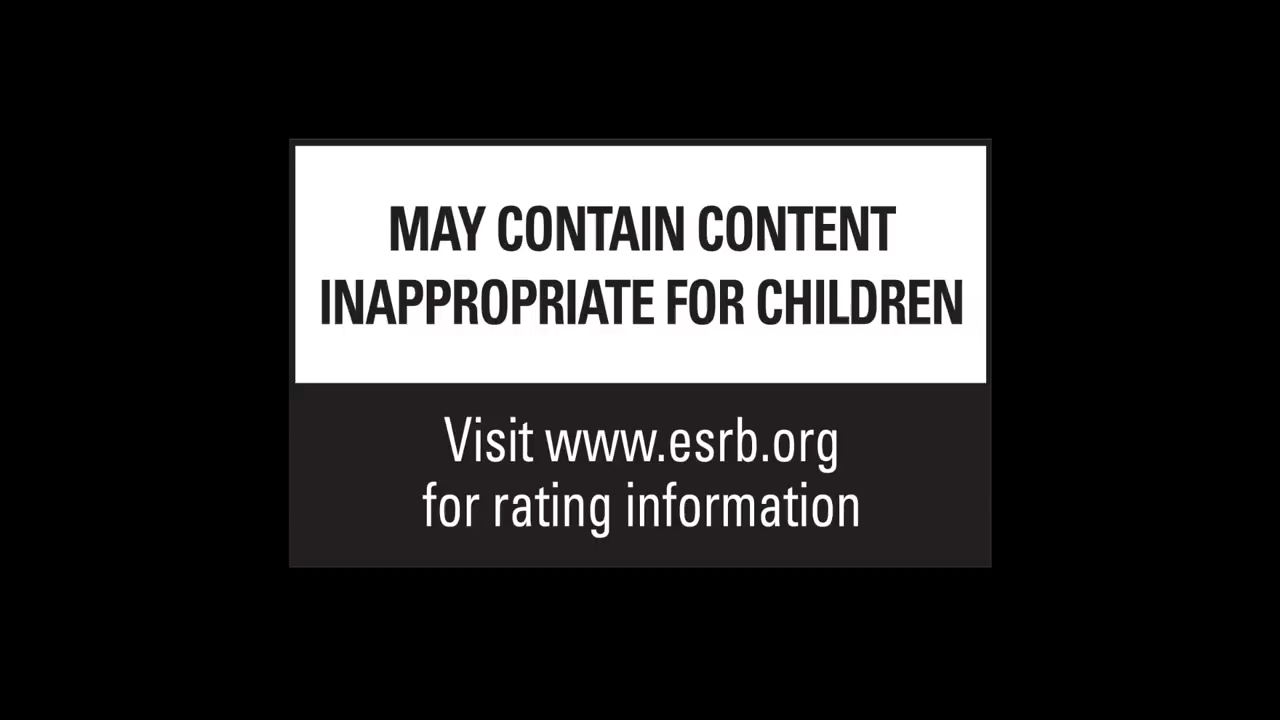 MAY CONTAIN CONTENT
INAPPROPRIATE FOR CHILDREN
Visit www.esrb.org
for rating information